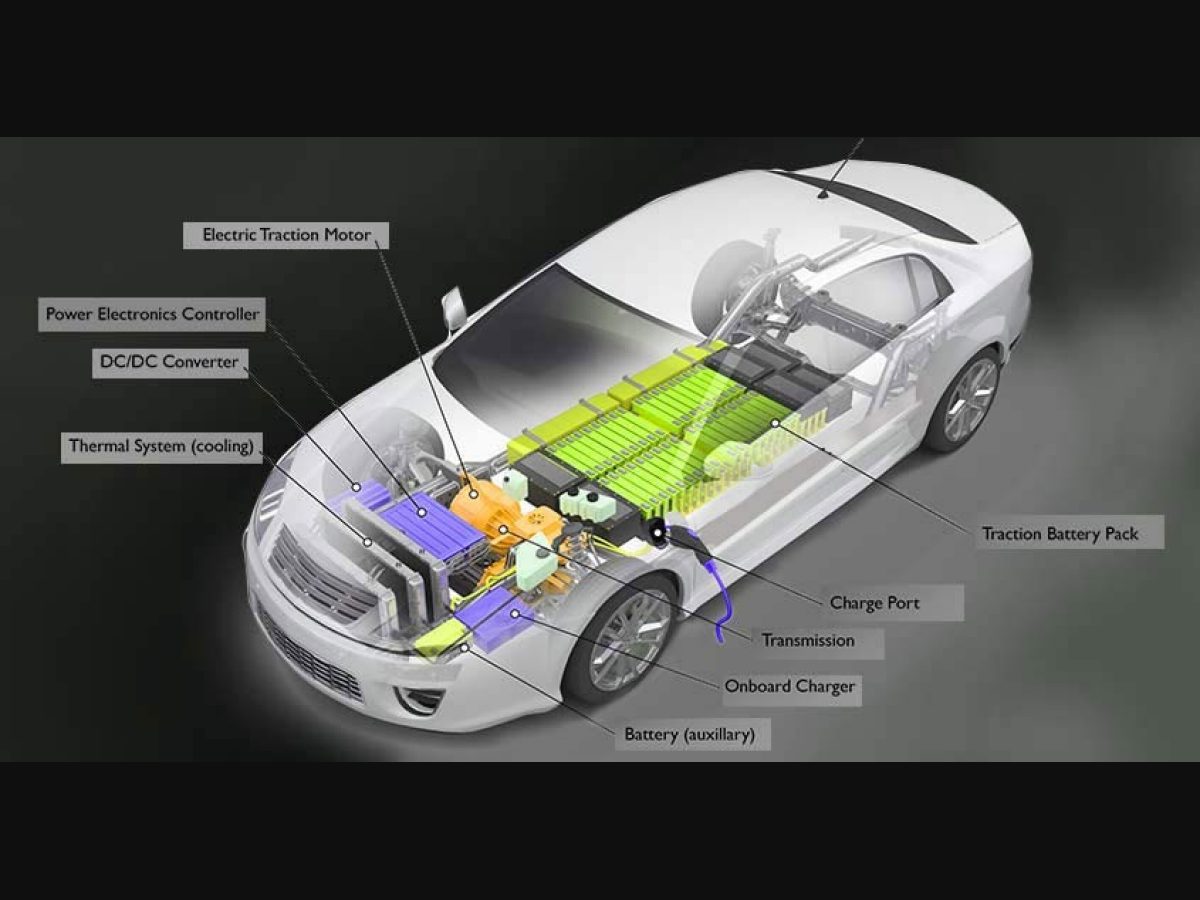 Electric Traction Motor
Power Electronics Controller
DC/DC Converter
Thermal System (cooling)
Traction Battery Pack
Charge Port
Transmission
Onboard Charger
Battery (auxillary)